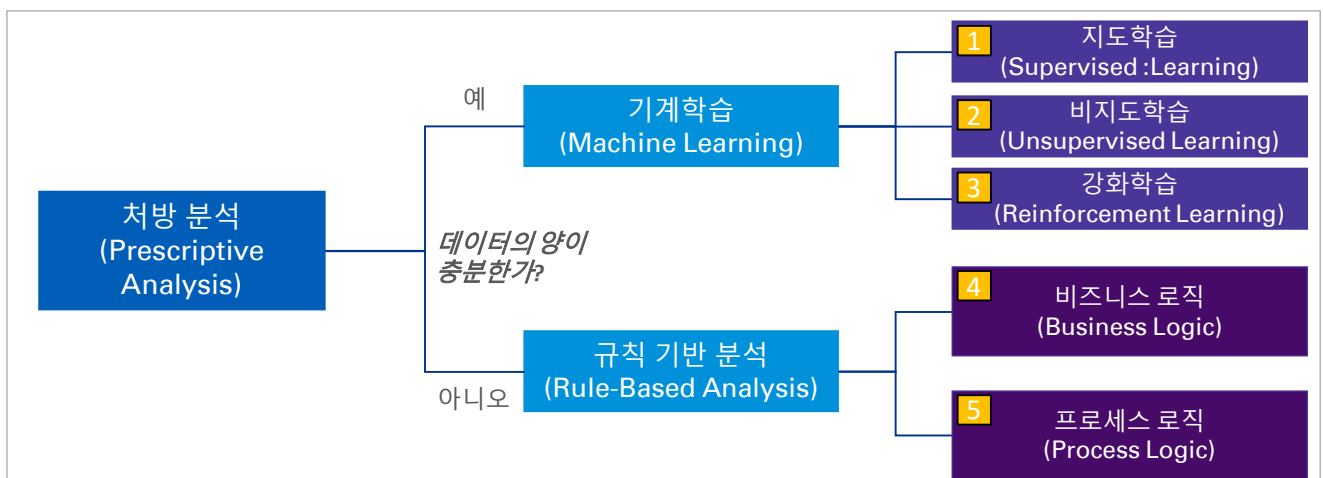 처방 분석
(Prescriptive
Analysis)
데이터의 양이
충분한가?
예
기계학습
(Machine Learning)
1
지도학습
(Supervised :Learning)
2
비지도학습
(Unsupervised Learning)
3
강화학습
(Reinforcement Learning)
아니오
규칙 기반 분석
(Rule-Based Analysis)
4
비즈니스 로직
(Business Logic)
5
프로세스 로직
(Process Logic)